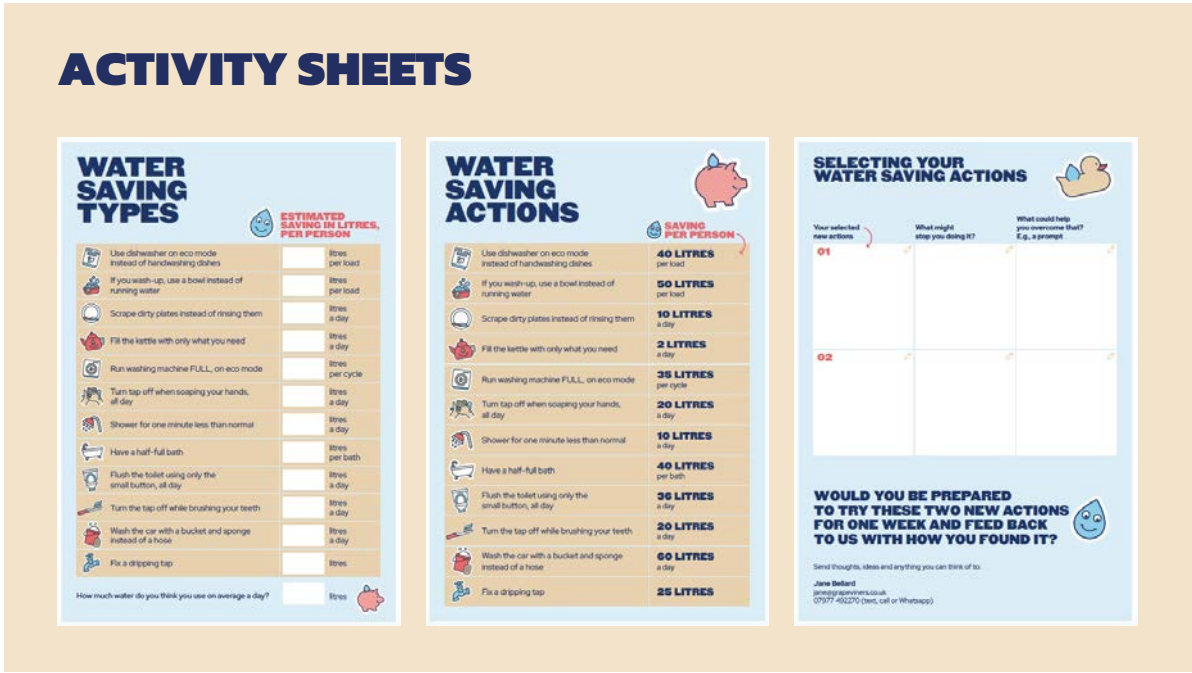 ACTIVITY SHEETS
WATER
SAVING
TYPES
ESTIMATED
SAVING IN LITRES,
PER PERSON
Use dishwasher on eco mode
instead of handwashing dishes
litres
per load
If you wash-up, use a bowl instead of
running water
litres
per load
Scrape dirty plates instead of rinsing them
litres
a day
Fill the kettle with only what you need
litres
a day
Run washing machine FULL, on eco mode
litres
per cycle
Turn tap off when soaping your hands,
all day
litres
a day
Shower for one minute less than normal
litres
a day
Have a half-full bath
litres
per bath
Flush the toilet using only the
small button, all day
litres
a day
Turn the tap off while brushing your teeth
litres
a day
Wash the car with a bucket and sponge
instead of a hose
litres
a day
Fix a dripping tap
litres
How much water do you think you use on average a day?
litres
WATER
SAVING
ACTIONS
SAVING
PER PERSON
Use dishwasher on eco mode
instead of handwashing dishes
40 LITRES
per load
If you wash-up, use a bowl instead of
running water
50 LITRES
per load
Scrape dirty plates instead of rinsing them
10 LITRES
a day
Fill the kettle with only what you need
2 LITRES
a day
Run washing machine FULL, on eco mode
35 LITRES
per cycle
Turn tap off when soaping your hands,
all day
20 LITRES
a day
Shower for one minute less than normal
10 LITRES
a day
Have a half-full bath
40 LITRES
per bath
Flush the toilet using only the
small button, all day
36 LITRES
a day
Turn the tap off while brushing your teeth
20 LITRES
a day
Wash the car with a bucket and sponge
instead of a hose
60 LITRES
a day
Fix a dripping tap
25 LITRES
SELECTING YOUR
WATER SAVING ACTIONS
Your selected
new actions
What might
stop you doing it?
What could help
you overcome that?
E.g., a prompt
01
02
WOULD YOU BE PREPARED
TO TRY THESE TWO NEW ACTIONS
FOR ONE WEEK AND FEED BACK
TO US WITH HOW YOU FOUND IT?
Send thoughts, ideas and anything you can think of to:
Jane Bellard
jane@grapeviners.co.uk
07977 492270 (text, call or Whatsapp)